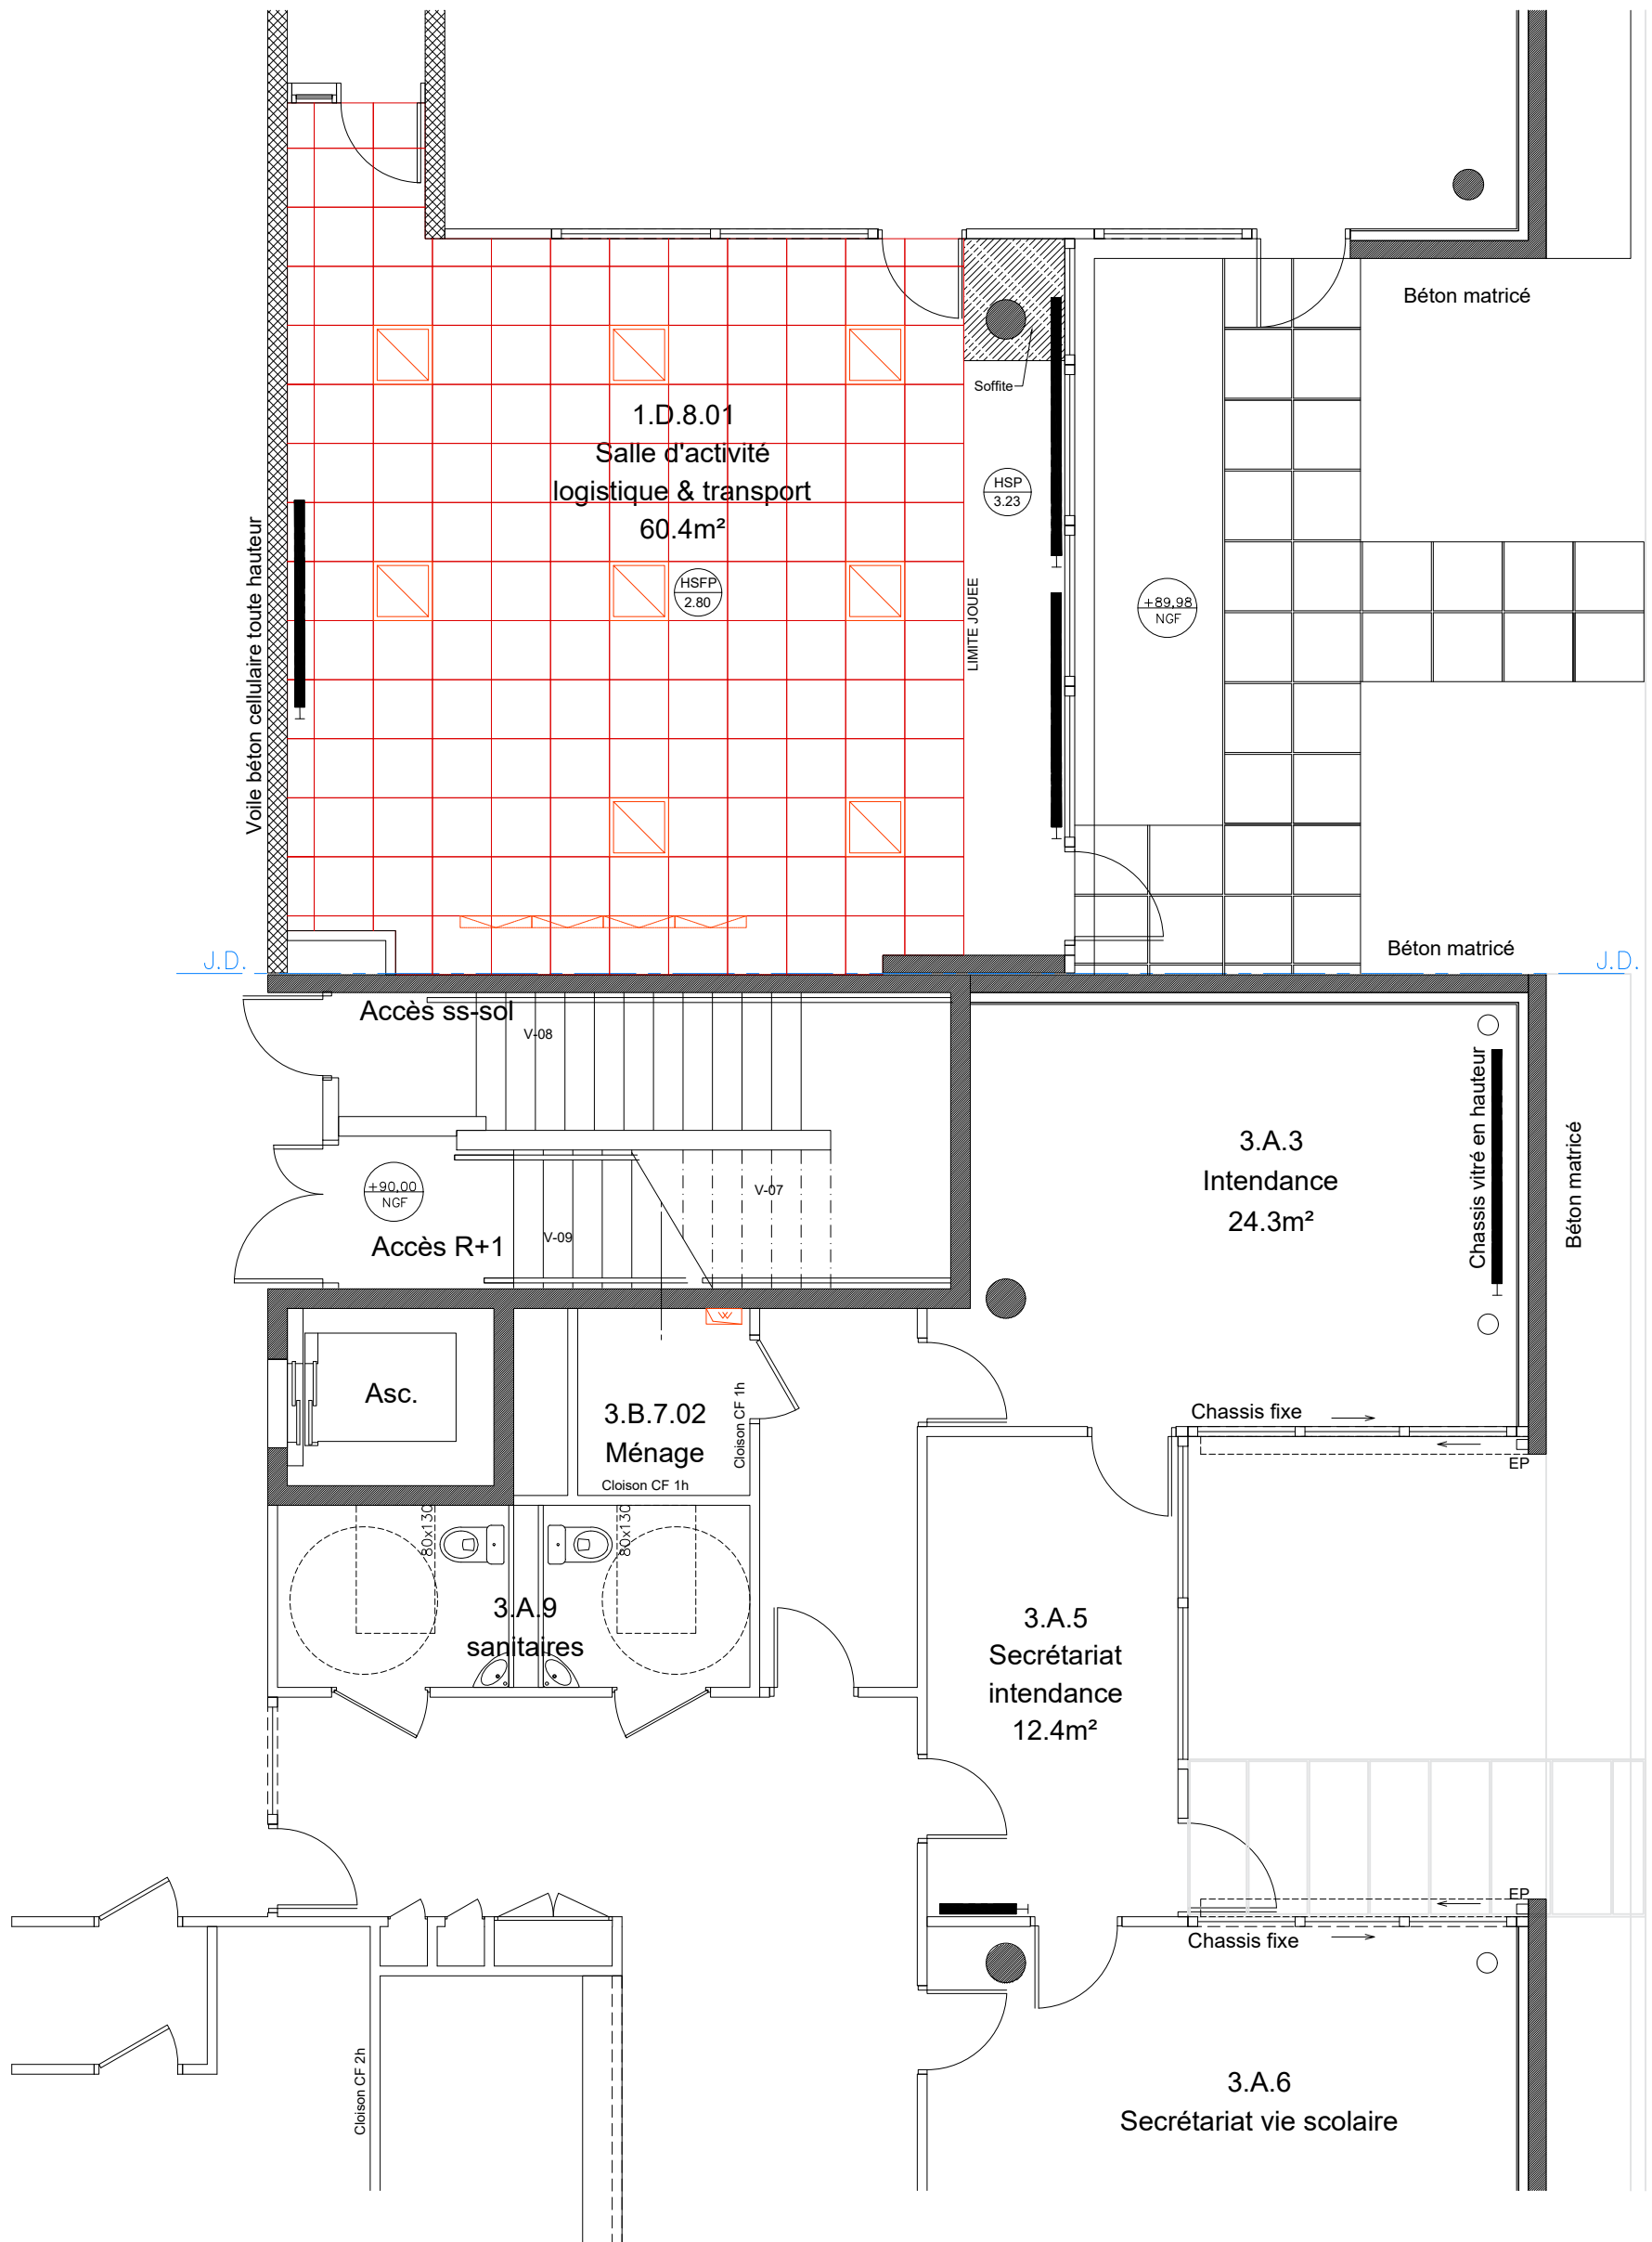 Béton matricé
Soffite
1.D.8.01
Salle d'activité
logistique & transport
60.4m²
HSP
3.23
HSFP
2.80
LIMITE JOUEE
+89,98
NGF
Voile béton cellulaire toute hauteur
Béton matricé
J.D.
J.D.
Accès ss-sol
V-08
Chassis vitré en hauteur
3.A.3
Intendance
24.3m²
Béton matricé
+90,00
NGF
V-07
V-09
Accès R+1
W
Asc.
3.B.7.02
Ménage
Cloison CF 1h
Cloison CF 1h
Chassis fixe
EP
80x130
80x130
3.A.9
sanitaires
3.A.5
Secrétariat
intendance
12.4m²
EP
Chassis fixe
Cloison CF 2h
3.A.6
Secrétariat vie scolaire